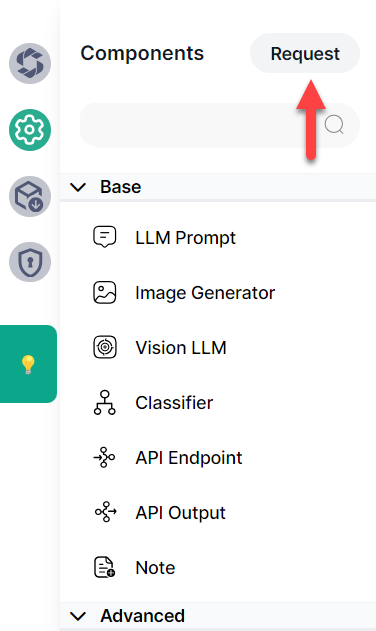 Components
Request
Base
LLM Prompt
Image Generator
Vision LLM
Classifier
API Endpoint
API Output
Note
Advanced